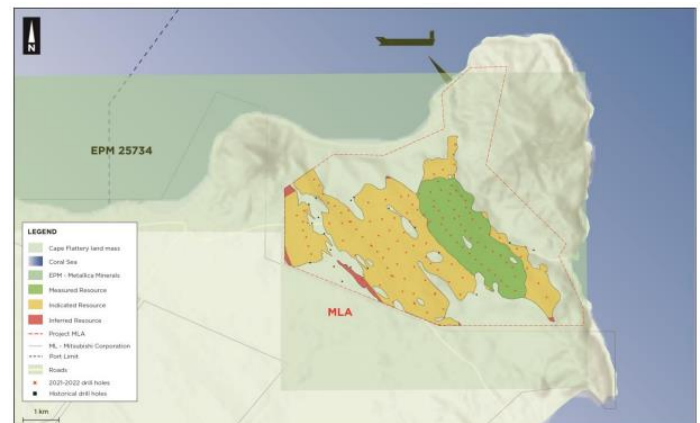 N
EPM 25734
MLA
LEGEND
Cape Flattery land mass
Coral Sea
EPM - Metallica Minerals
Measured Resource
Indicated Resource
Inferred Resource
Project MLA
ML - Mitsubishi Corporation
Port Limit
Roads
2021-2022 drill holes
Historical drill holes
1 km